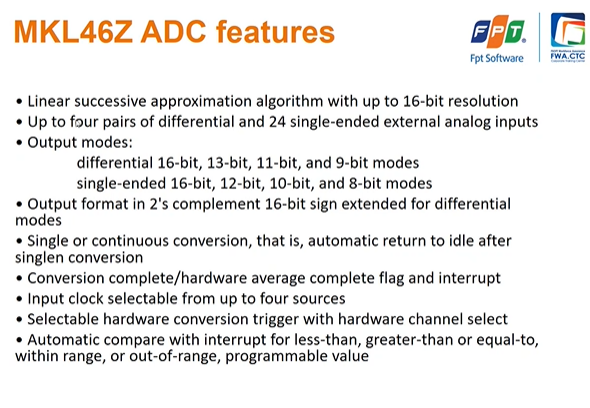 MKL46Z ADC features
FPT.
Fpt Software
FWA.CTC
• Linear successive approximation algorithm with up to 16-bit resolution
• Up to four pairs of differential and 24 single-ended external analog inputs
• Output modes:
differential 16-bit, 13-bit, 11-bit, and 9-bit modes
single-ended 16-bit, 12-bit, 10-bit, and 8-bit modes
• Output format in 2's complement 16-bit sign extended for differential
modes
• Single or continuous conversion, that is, automatic return to idle after
singlen conversion
• Conversion complete/hardware average complete flag and interrupt
• Input clock selectable from up to four sources
• Selectable hardware conversion trigger with hardware channel select
• Automatic compare with interrupt for less-than, greater-than or equal-to,
within range, or out-of-range, programmable value